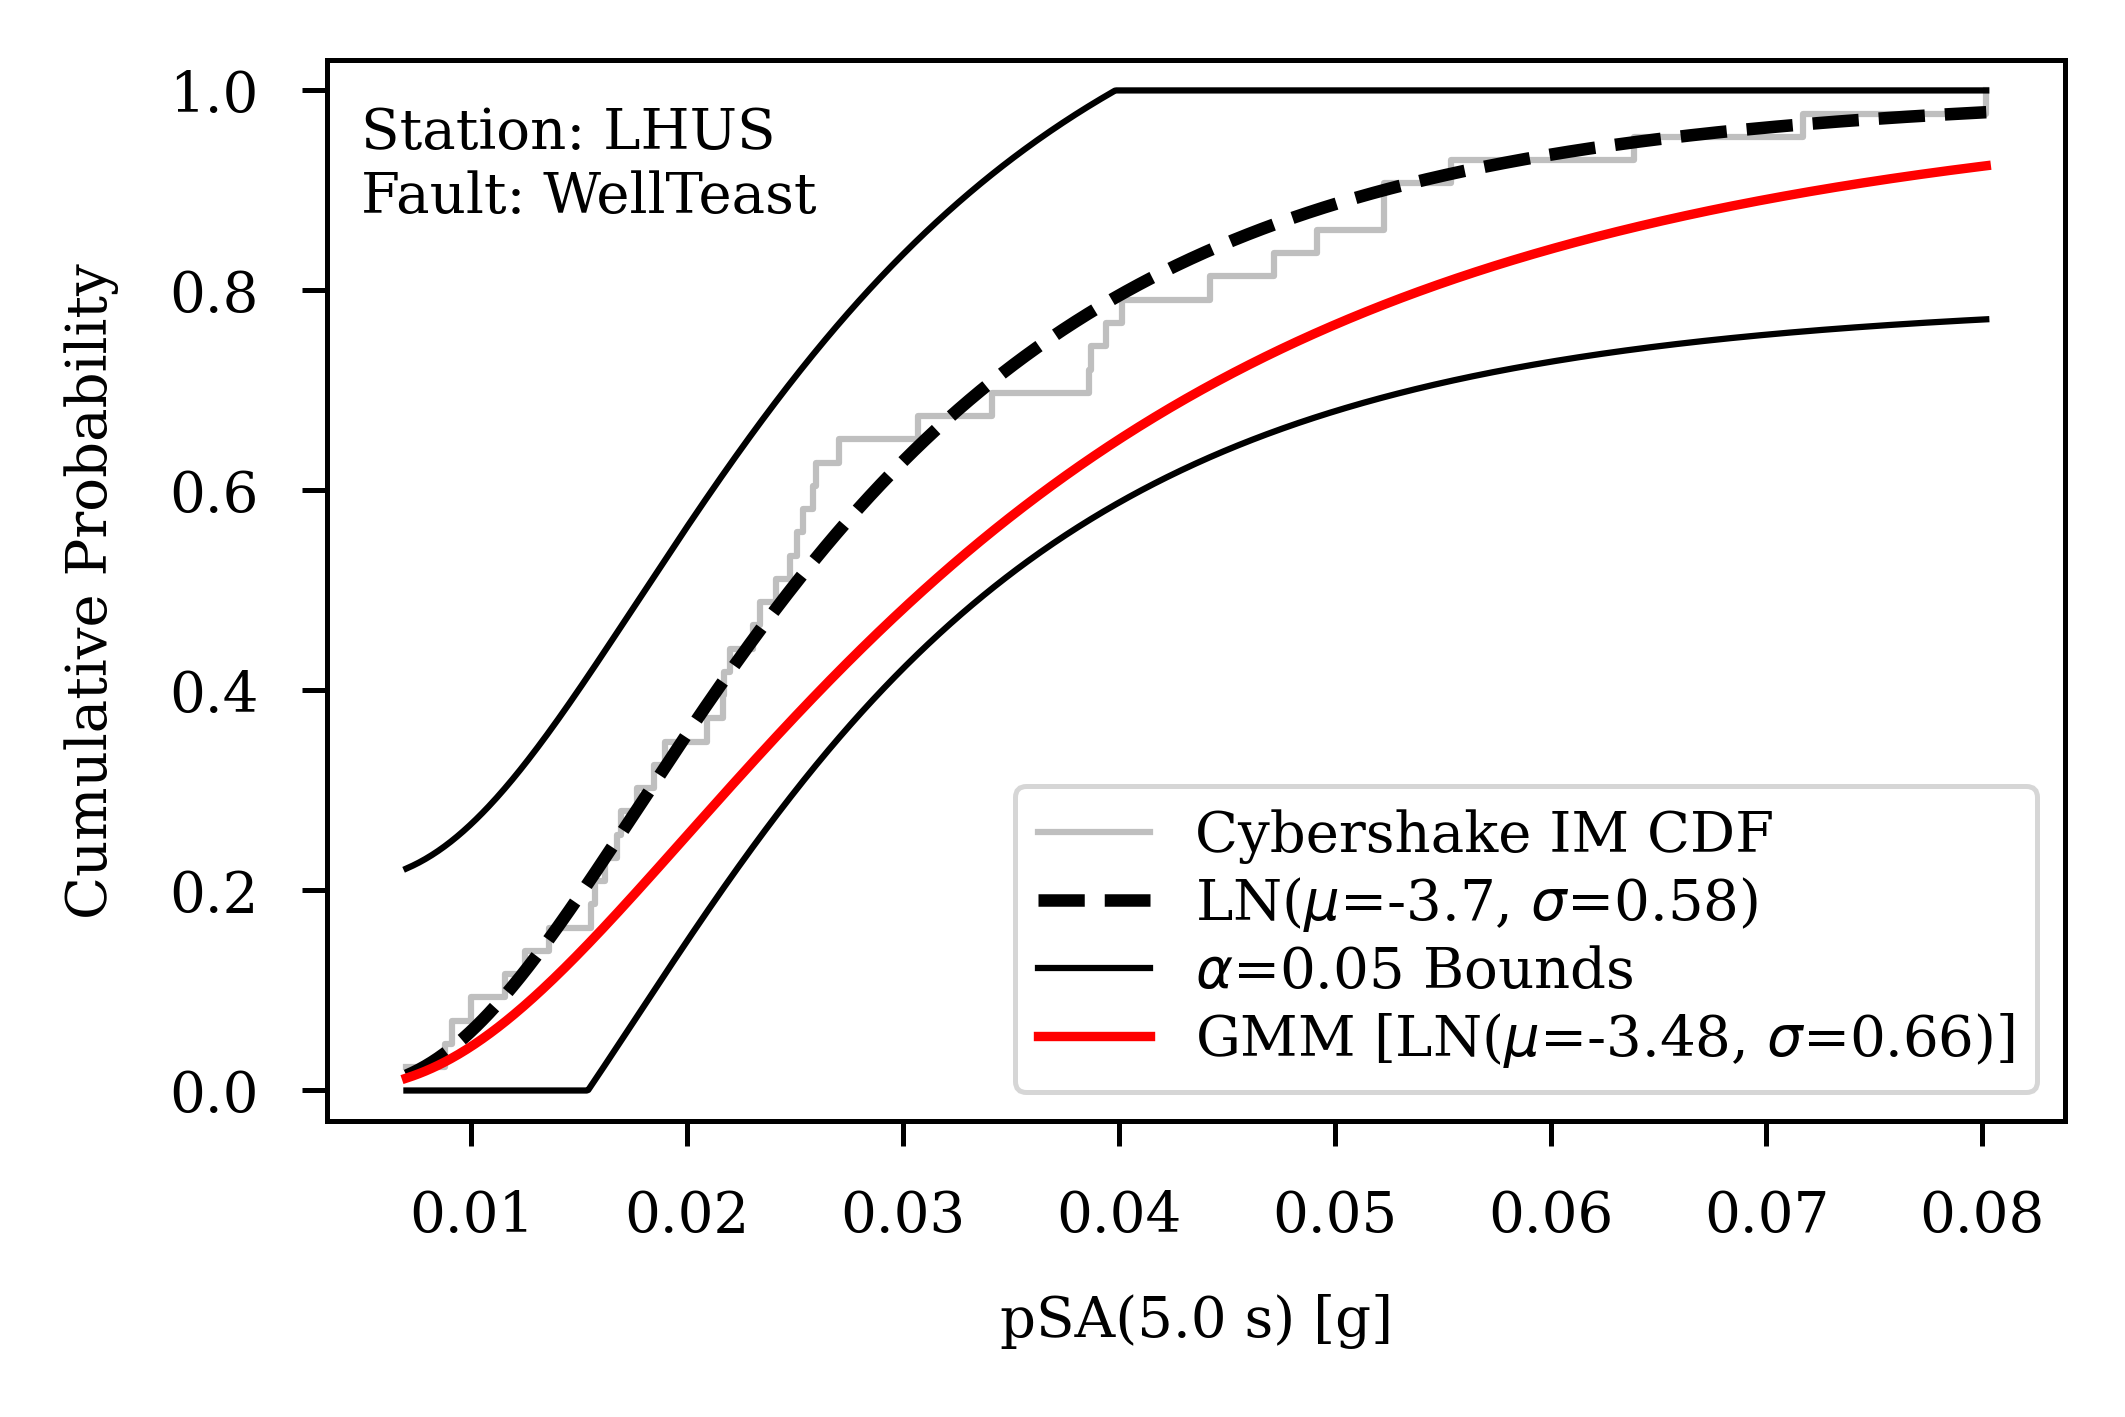 Station: LHUS
Fault: WellTeast
Cumulative Probability
1.0
0.8
0.6
0.4
0.2
0.0
Cybershake IM CDF
LN(μ=-3.7, σ=0.58)
α=0.05 Bounds
GMM [LN(μ=-3.48, σ=0.66)]
0.01 0.02 0.03 0.04 0.05 0.06 0.07 0.08
pSA(5.0 s) [g]